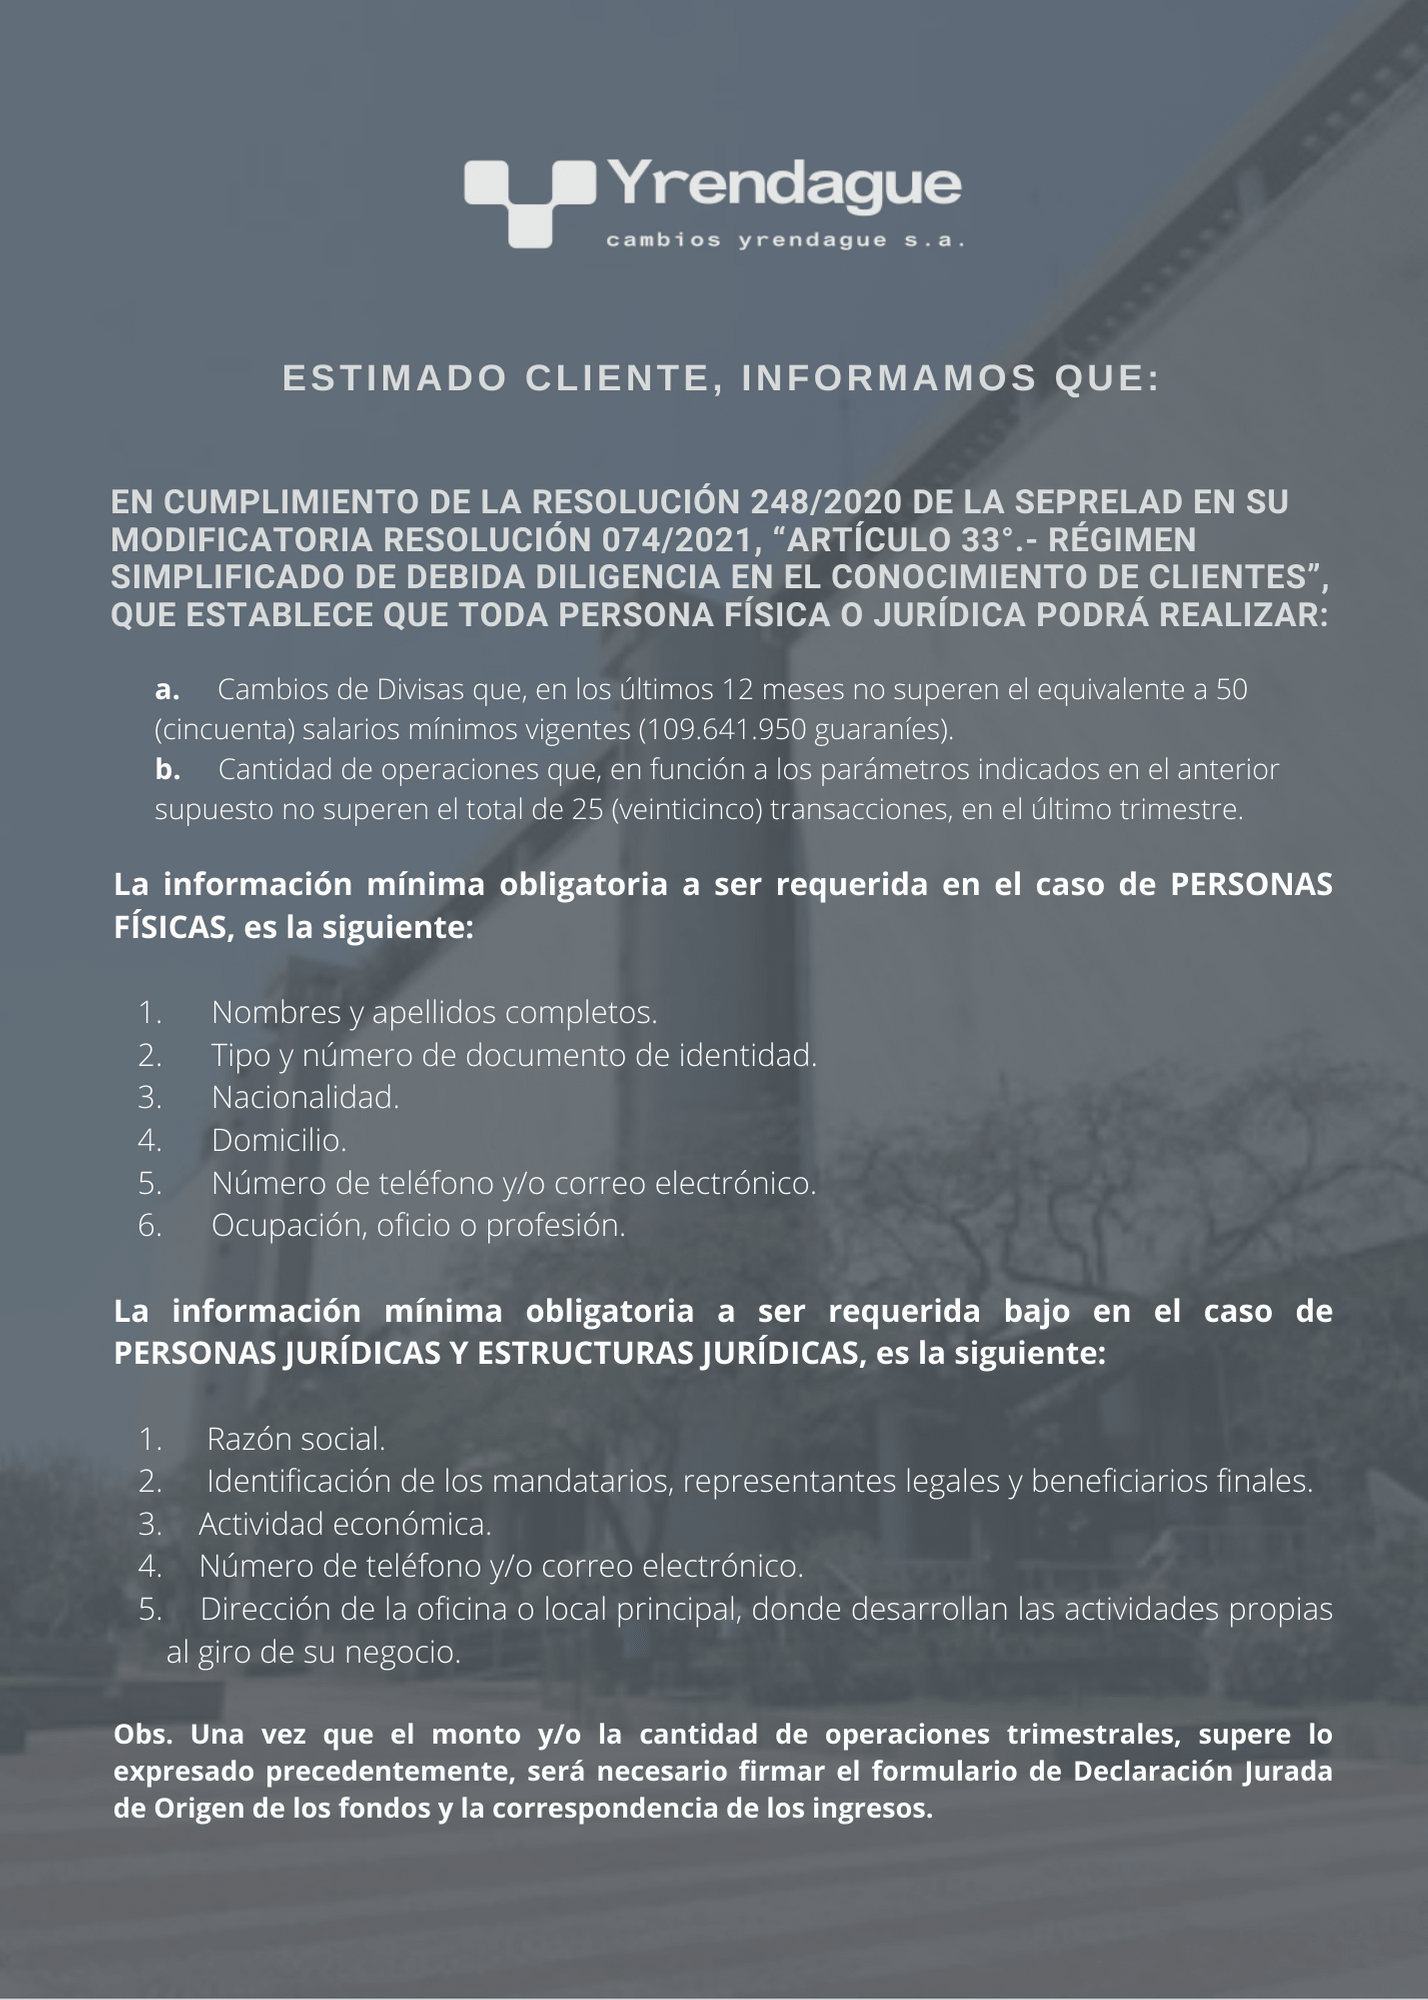 Yrendague
cambios yrendague s.a.
ESTIMADO CLIENTE, INFORMAMOS QUE:
EN CUMPLIMIENTO DE LA RESOLUCIÓN 248/2020 DE LA SEPRELAD EN SU
MODIFICATORIA RESOLUCIÓN 074/2021, “ARTÍCULO 33°.- RÉGIMEN
SIMPLIFICADO DE DEBIDA DILIGENCIA EN EL CONOCIMIENTO DE CLIENTES”,
QUE ESTABLECE QUE TODA PERSONA FÍSICA O JURÍDICA PODRÁ REALIZAR:
a. Cambios de Divisas que, en los últimos 12 meses no superen el equivalente a 50
(cincuenta) salarios mínimos vigentes (109.641.950 guaraníes).
b. Cantidad de operaciones que, en función a los parámetros indicados en el anterior
supuesto no superen el total de 25 (veinticinco) transacciones, en el último trimestre.
La información mínima obligatoria a ser requerida en el caso de PERSONAS
FÍSICAS, es la siguiente:
1. Nombres y apellidos completos.
2. Tipo y número de documento de identidad.
3. Nacionalidad.
4. Domicilio.
5. Número de teléfono y/o correo electrónico.
6. Ocupación, oficio o profesión.
La información mínima obligatoria a ser requerida bajo en el caso de
PERSONAS JURÍDICAS Y ESTRUCTURAS JURÍDICAS, es la siguiente:
1. Razón social.
2. Identificación de los mandatarios, representantes legales y beneficiarios finales.
3. Actividad económica.
4. Número de teléfono y/o correo electrónico.
5. Dirección de la oficina o local principal, donde desarrollan las actividades propias
al giro de su negocio.
Obs. Una vez que el monto y/o la cantidad de operaciones trimestrales, supere lo
expresado precedentemente, será necesario firmar el formulario de Declaración Jurada
de Origen de los fondos y la correspondencia de los ingresos.